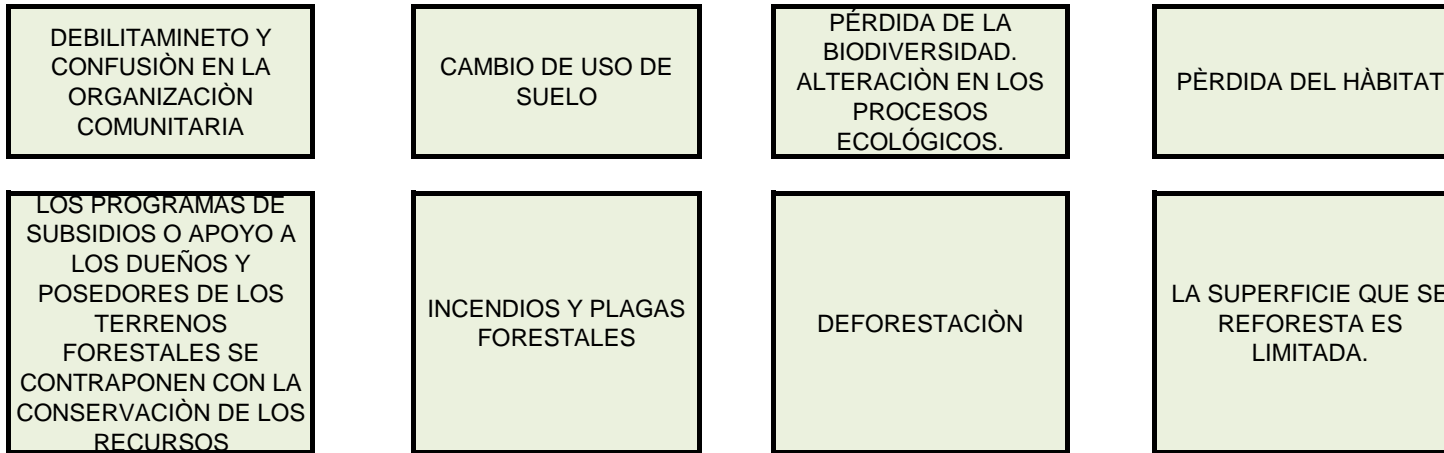 DEBILITAMINETO Y
CONFUSIÒN EN LA
ORGANIZACIÒN
COMUNITARIA
CAMBIO DE USO DE
SUELO
PÉRDIDA DE LA
BIODIVERSIDAD.
ALTERACIÒN EN LOS
PROCESOS
ECOLÓGICOS.
PÈRDIDA DEL HÀBITAT
LOS PROGRAMAS DE
SUBSIDIOS O APOYO A
LOS DUEÑOS Y
POSEDORES DE LOS
TERRENOS
FORESTALES SE
CONTRAPONEN CON LA
CONSERVACIÒN DE LOS
RECURSOS
INCENDIOS Y PLAGAS
FORESTALES
DEFORESTACIÒN
LA SUPERFICIE QUE SE
REFORESTA ES
LIMITADA.